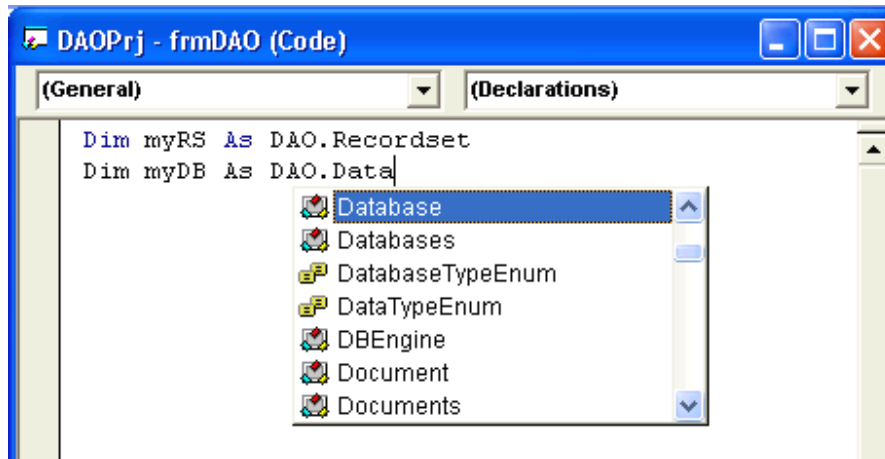 DAOPrj - frmDAO (Code)
(General) (Declarations)
Dim myRS As DAO.Recordset
Dim myDB As DAO.Data
Database
Databases
DatabaseTypeEnum
DataTypeEnum
DBEngine
Document
Documents